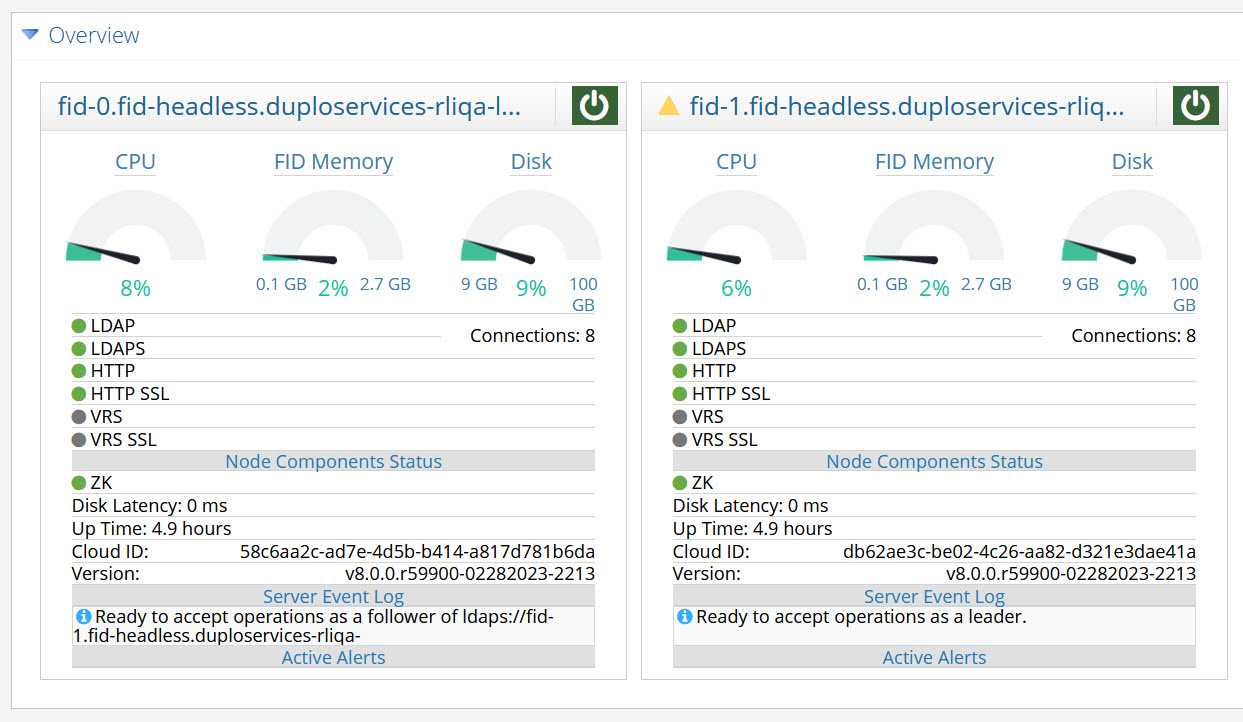 Overview
fid-0.fid-headless.duploservices-rliqa-l...
CPU
FID Memory
Disk
8%
0.1 GB
2%
2.7 GB
9 GB
9%
100
GB
LDAP
Connections: 8
LDAPS
HTTP
HTTP SSL
VRS
VRS SSL
Node Components Status
ZK
Disk Latency: 0 ms
Up Time: 4.9 hours
Cloud ID: 58c6aa2c-ad7e-4d5b-b414-a817d781b6da
Version: v8.0.0.r59900-02282023-2213
Server Event Log
Ready to accept operations as a follower of ldaps://fid-
1.fid-headless.duploservices-rliqa-
Active Alerts
fid-1.fid-headless.duploservices-rliq...
CPU
FID Memory
Disk
6%
0.1 GB
2%
2.7 GB
9 GB
9%
100
GB
LDAP
Connections: 8
LDAPS
HTTP
HTTP SSL
VRS
VRS SSL
Node Components Status
ZK
Disk Latency: 0 ms
Up Time: 4.9 hours
Cloud ID: db62ae3c-be02-4c26-aa82-d321e3dae41a
Version: v8.0.0.r59900-02282023-2213
Server Event Log
Ready to accept operations as a leader.
Active Alerts